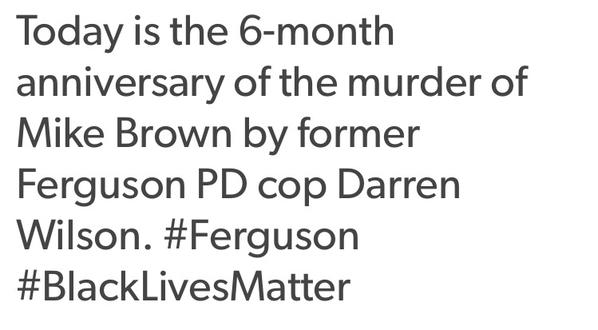 Today is the 6-month
anniversary of the murder of
Mike Brown by former
Ferguson PD cop Darren
Wilson. #Ferguson
#BlackLivesMatter